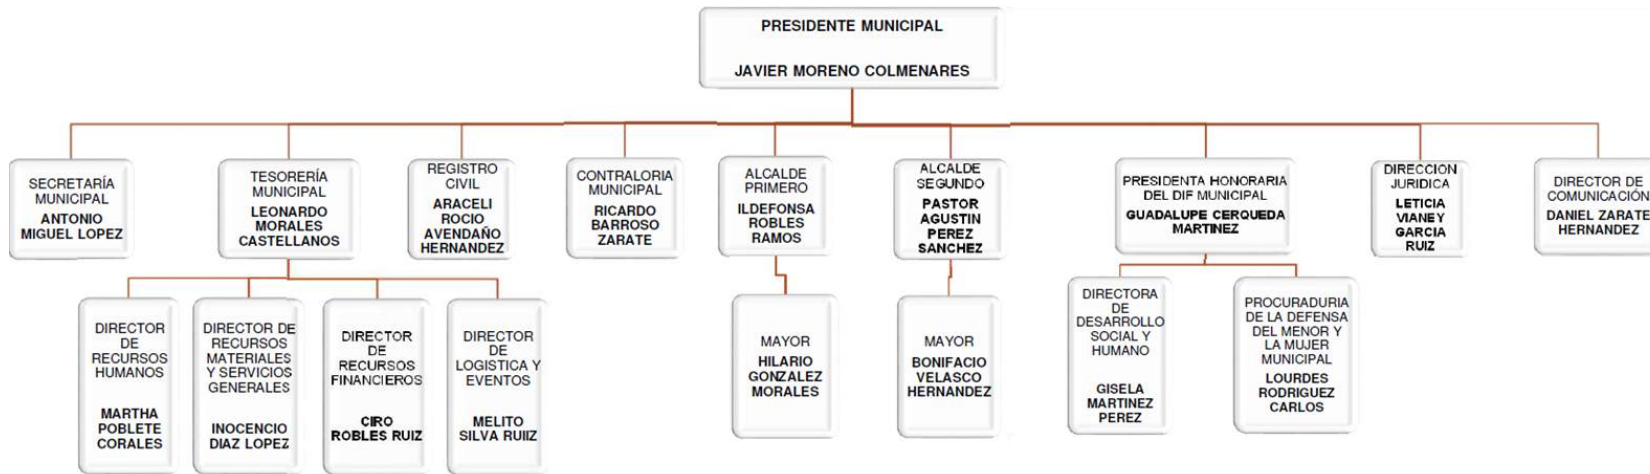 PRESIDENTE MUNICIPAL
JAVIER MORENO COLMENARES
SECRETARÍA
MUNICIPAL
ANTONIO
MIGUEL LOPEZ
TESORERÍA
MUNICIPAL
LEONARDO
MORALES
CASTELLANOS
REGISTRO
CIVIL
ARACELI
ROCIO
AVENDAÑO
HERNANDEZ
CONTRALORIA
MUNICIPAL
RICARDO
BARROSO
ZARATE
ALCALDE
PRIMERO
ILDEFONSA
ROBLES
RAMOS
ALCALDE
SEGUNDO
PASTOR
AGUSTIN
PEREZ
SANCHEZ
PRESIDENTA HONORARIA
DEL DIF MUNICIPAL
GUADALUPE CERQUEDA
MARTINEZ
DIRECCION
JURIDICA
LETICIA
VIANEY
GARCIA
RUIZ
DIRECTOR DE
COMUNICACIÓN
DANIEL ZARATE
HERNANDEZ
DIRECTOR
DE
RECURSOS
HUMANOS
MARTHA
POBLETE
CORALES
DIRECTOR DE
RECURSOS
MATERIALES
Y SERVICIOS
GENERALES
INOCENCIO
DIAZ LOPEZ
DIRECTOR
DE
RECURSOS
FINANCIEROS
CIRO
ROBLES RUIZ
DIRECTOR
DE
LOGISTICA Y
EVENTOS
MELITO
SILVA RUIIZ
MAYOR
HILARIO
GONZALEZ
MORALES
MAYOR
BONIFACIO
VELASCO
HERNANDEZ
DIRECTORA
DE
DESARROLLO
SOCIAL Y
HUMANO
GISELA
MARTINEZ
PEREZ
PROCURADURIA
DE LA DEFENSA
DEL MENOR Y
LA MUJER
MUNICIPAL
LOURDES
RODRIGUEZ
CARLOS